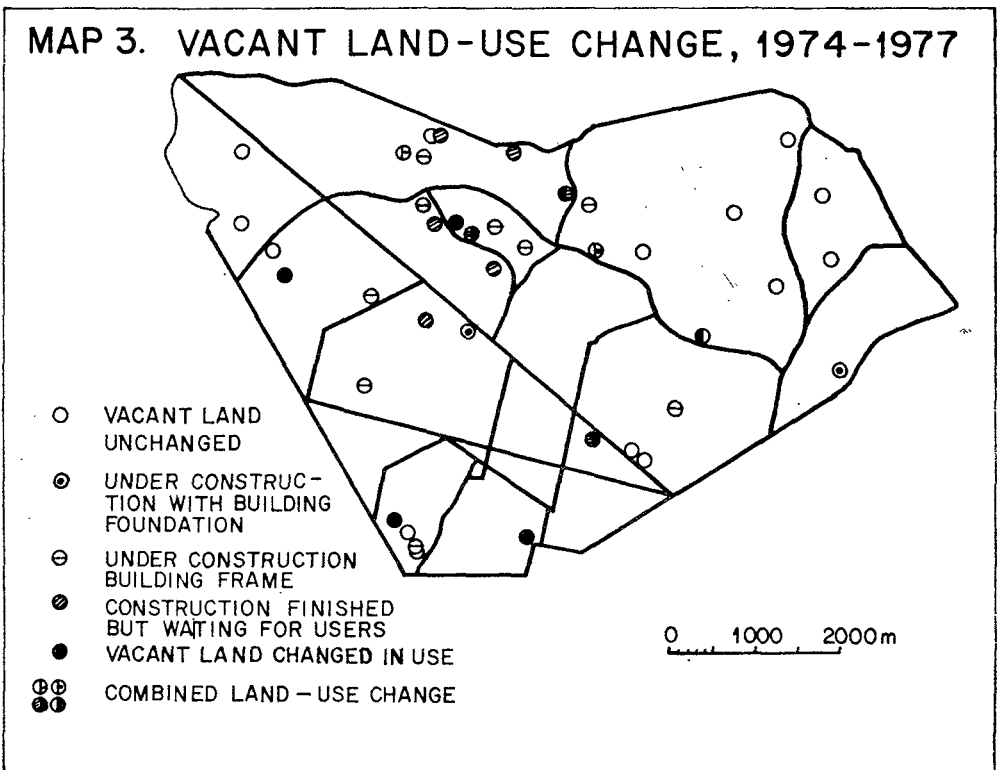 MAP 3. VACANT LAND-USE CHANGE, 1974-1977
VACANT LAND
UNCHANGED
UNDER CONSTRUC-
TION WITH BUILDING
FOUNDATION
UNDER CONSTRUCTION
BUILDING FRAME
CONSTRUCTION FINISHED
BUT WAITING FOR USERS
VACANT LAND CHANGED IN USE
COMBINED LAND-USE CHANGE
0 1000 2000m